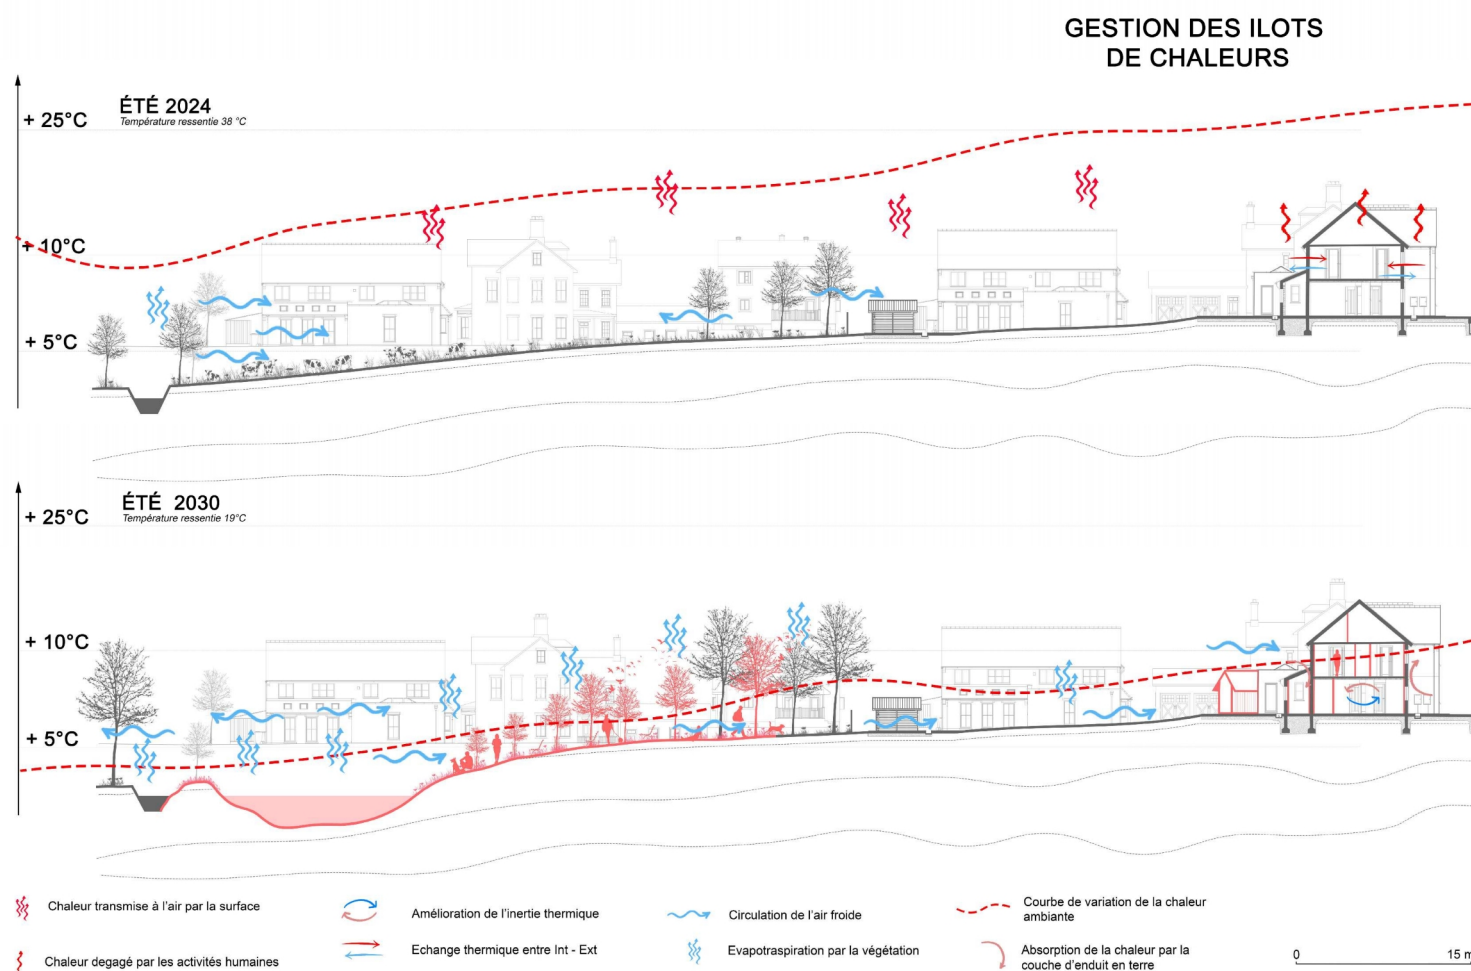 GESTION DES ILOTS
DE CHALEURS
ÉTÉ 2024
Température ressentie 38 °C
+ 25°C
+ 10°C
+ 5°C
ÉTÉ 2030
Température ressentie 19°C
+ 25°C
+ 10°C
+ 5°C
Chaleur transmise à l'air par la surface
Chaleur degagé par les activités humaines
Amélioration de l'inertie thermique
Echange thermique entre Int - Ext
Circulation de l'air froide
Evapotraspiration par la végétation
Courbe de variation de la chaleur
ambiante
Absorption de la chaleur par la
couche d'enduit en terre
0
15 m